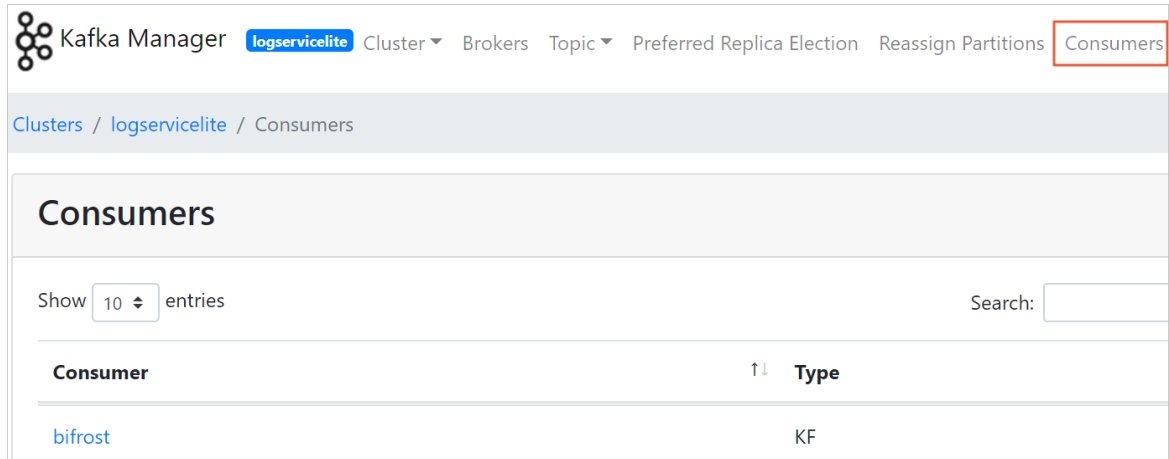 Kafka Manager logservicelite Cluster Brokers Topic Preferred Replica Election Reassign Partitions Consumers
Clusters / logservicelite / Consumers
Consumers
Show 10 entries Search:
Consumer ↑↓ Type
bifrost KF